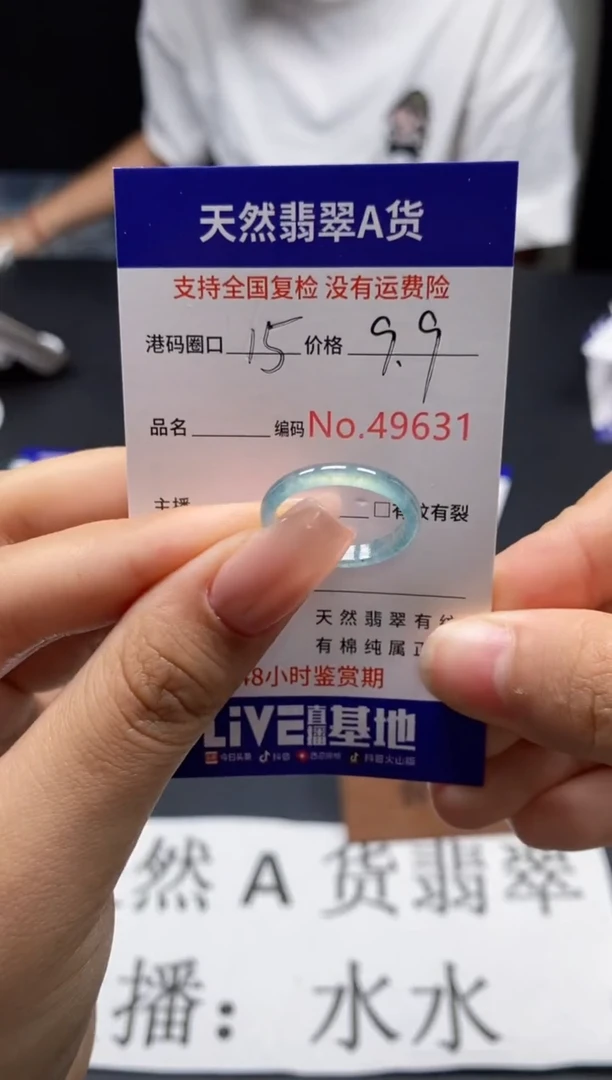 天然翡翠A货
支持全国复检 没有运费险
港码圈口 15 价格 9.9
品名 编码 No.49631
主播 □有纹有裂
天然翡翠有纹
有棉纯属正
48小时鉴赏期
LiVE直播基地
今日头条 抖音 西瓜视频 抖音火山版
然A货翡翠
播：水水